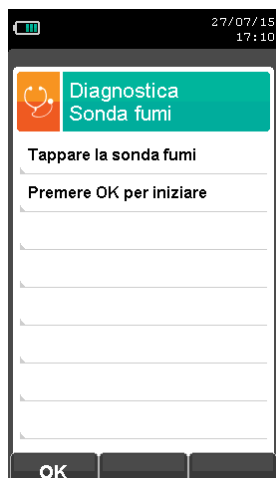 27/07/15
17:10
Diagnostica
Sonda fumi
Tappare la sonda fumi
Premere OK per iniziare
OK